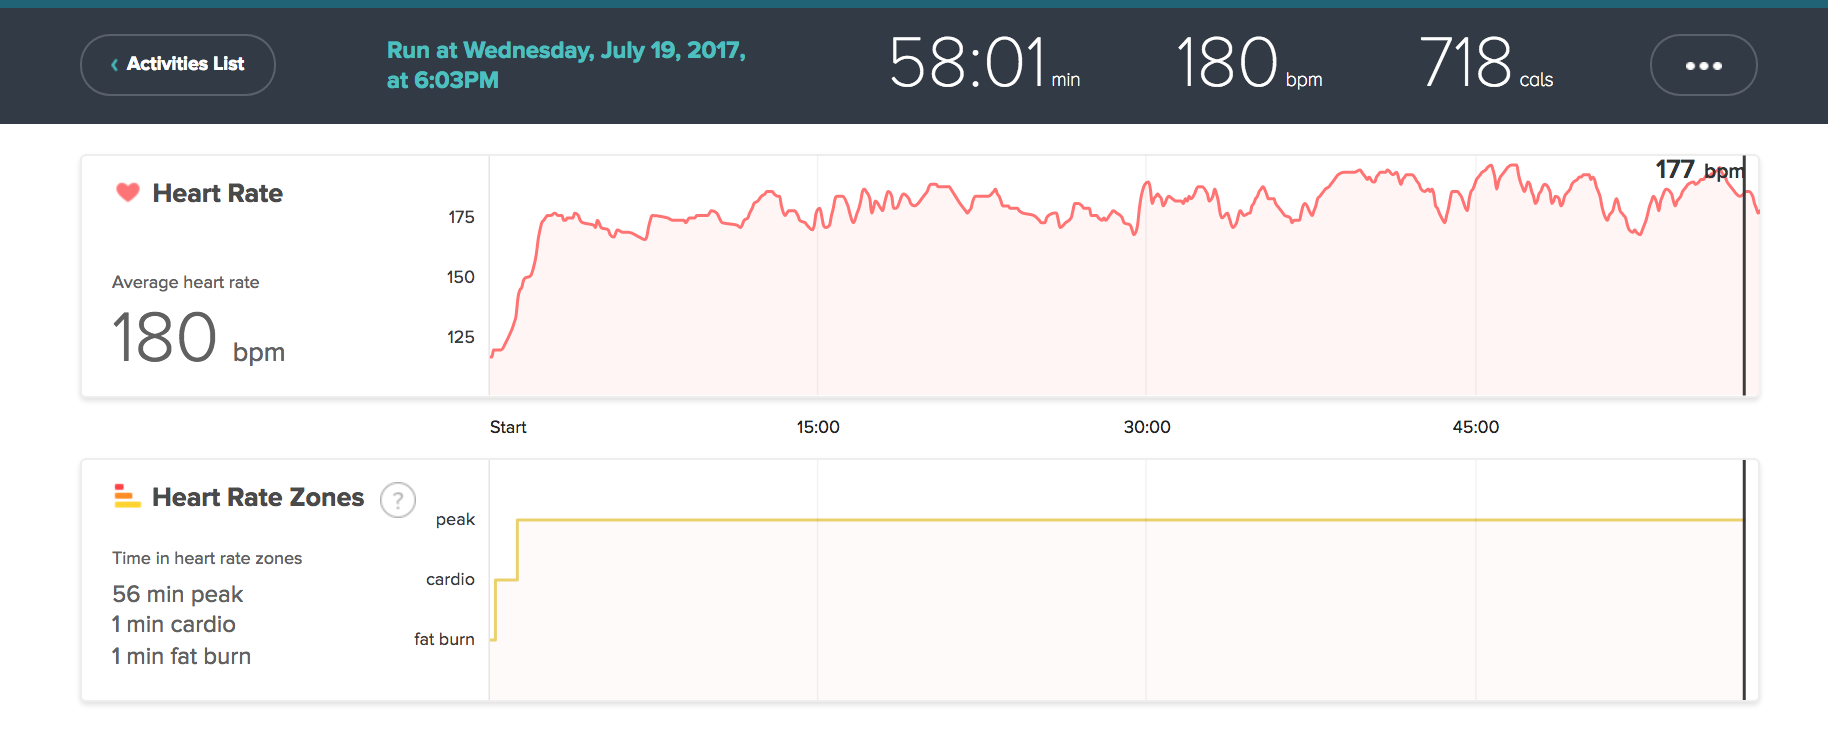 ‹ Activities List
Run at Wednesday, July 19, 2017,
at 6:03PM
58:01 min
180 bpm
718 cals
Heart Rate
177 bpm
175
150
125
Average heart rate
180 bpm
Start
15:00
30:00
45:00
Heart Rate Zones
?
peak
cardio
fat burn
Time in heart rate zones
56 min peak
1 min cardio
1 min fat burn